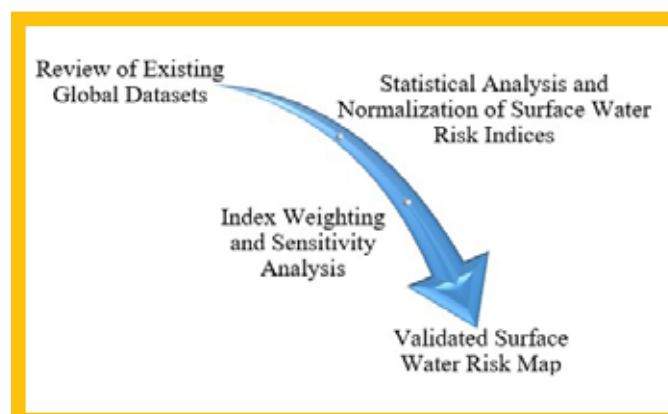 Review of Existing
Global Datasets
Statistical Analysis and
Normalization of Surface Water
Risk Indices
Index Weighting
and Sensitivity
Analysis
Validated Surface
Water Risk Map